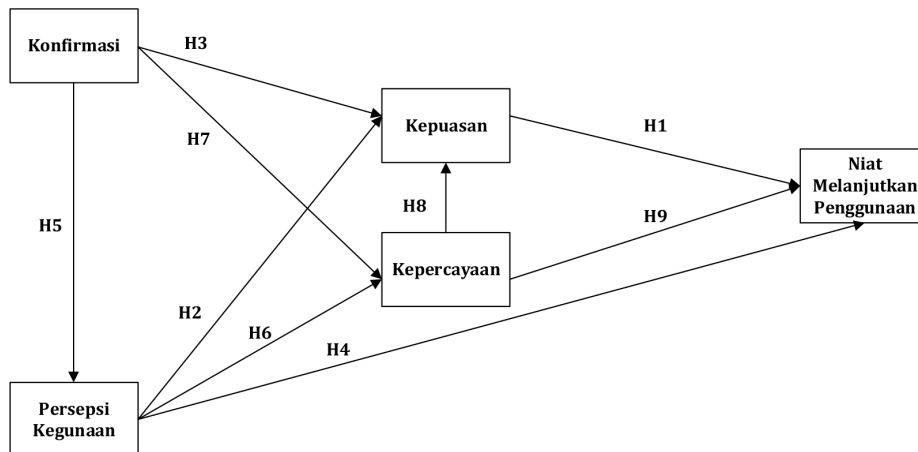 Konfirmasi
H3
Kepuasan
H1
H7
Niat
Melanjutkan
Penggunaan
H5
H8
H9
Kepercayaan
H2
H6
H4
Persepsi
Kegunaan